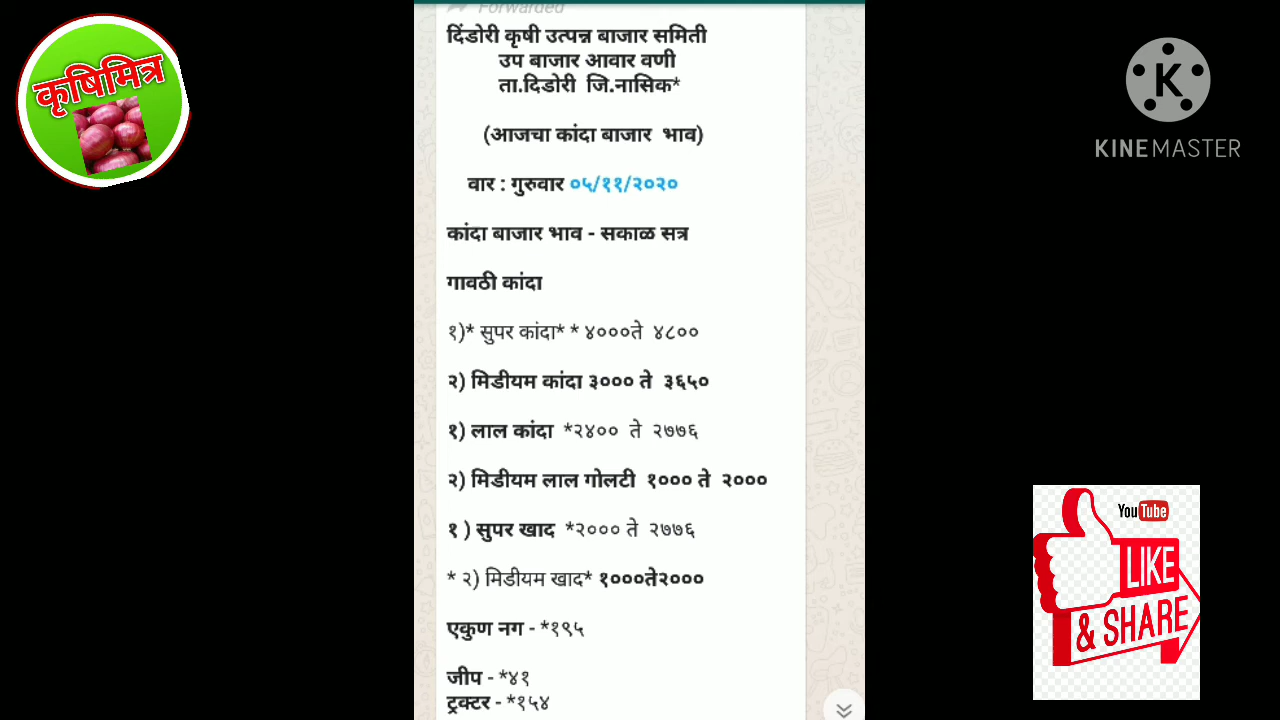 Forwarded
दिंडोरी कृषी उत्पन्न बाजार समिती
उप बाजार आवार वणी
ता.दिडोरी जि.नासिक*
(आजचा कांदा बाजार भाव)
वार : गुरुवार ०५/११/२०२०
कांदा बाजार भाव - सकाळ सत्र
गावठी कांदा
१)* सुपर कांदा* * ४०००ते ४८००
२) मिडीयम कांदा ३००० ते ३६५०
१) लाल कांदा *२४०० ते २७७६
२) मिडीयम लाल गोलटी १००० ते २०००
१ ) सुपर खाद *२००० ते २७७६
* २) मिडीयम खाद* १०००ते२०००
एकुण नग - *१९५
जीप - *४१
ट्रक्टर - *१५४
कृषिमित्र
K
KINEMASTER
YouTube
LIKE
& SHARE